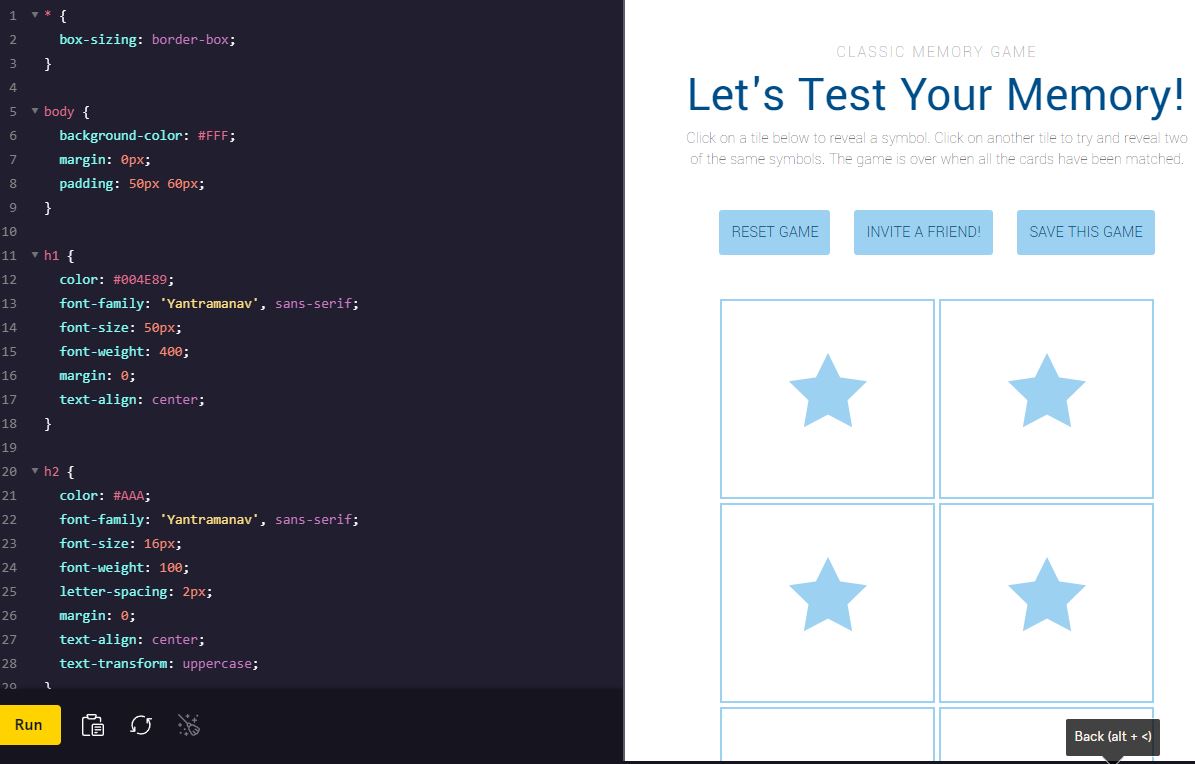 1 * {
2 box-sizing: border-box;
3 }
4
5 body {
6 background-color: #FFF;
7 margin: 0px;
8 padding: 50px 60px;
9 }
10
11 h1 {
12 color: #004E89;
13 font-family: 'Yantramanav', sans-serif;
14 font-size: 50px;
15 font-weight: 400;
16 margin: 0;
17 text-align: center;
18 }
19
20 h2 {
21 color: #AAA;
22 font-family: 'Yantramanav', sans-serif;
23 font-size: 16px;
24 font-weight: 100;
25 letter-spacing: 2px;
26 margin: 0;
27 text-align: center;
28 text-transform: uppercase;
29 }
Run
CLASSIC MEMORY GAME
Let's Test Your Memory!
Click on a tile below to reveal a symbol. Click on another tile to try and reveal two
of the same symbols. The game is over when all the cards have been matched.
RESET GAME INVITE A FRIEND! SAVE THIS GAME
Back (alt + <)